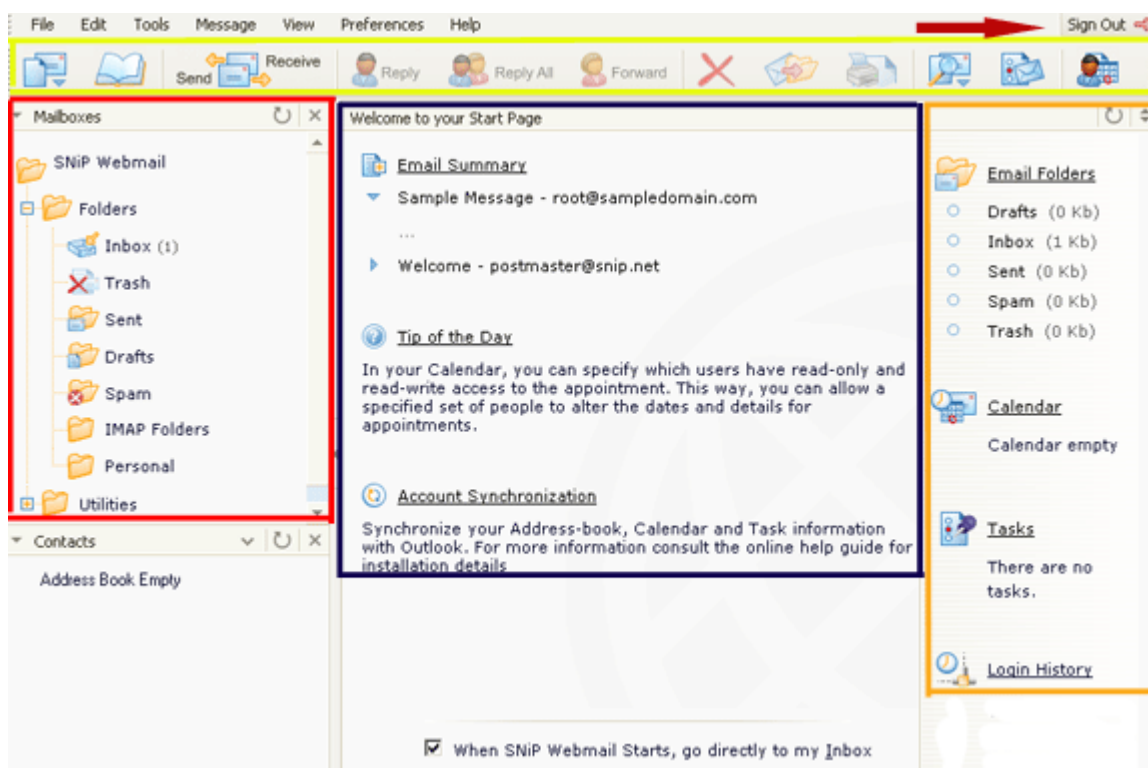 File Edit Tools Message View Preferences Help Sign Out
Send Receive Reply Reply All Forward
Mailboxes
SNiP Webmail
Folders
Inbox (1)
Trash
Sent
Drafts
Spam
IMAP Folders
Personal
Utilities
Contacts
Address Book Empty
Welcome to your Start Page
Email Summary
Sample Message - root@sampledomain.com
...
Welcome - postmaster@snip.net
Tip of the Day
In your Calendar, you can specify which users have read-only and
read-write access to the appointment. This way, you can allow a
specified set of people to alter the dates and details for
appointments.
Account Synchronization
Synchronize your Address-book, Calendar and Task information
with Outlook. For more information consult the online help guide for
installation details
When SNiP Webmail Starts, go directly to my Inbox
Email Folders
Drafts (0 Kb)
Inbox (1 Kb)
Sent (0 Kb)
Spam (0 Kb)
Trash (0 Kb)
Calendar
Calendar empty
Tasks
There are no
tasks.
Login History